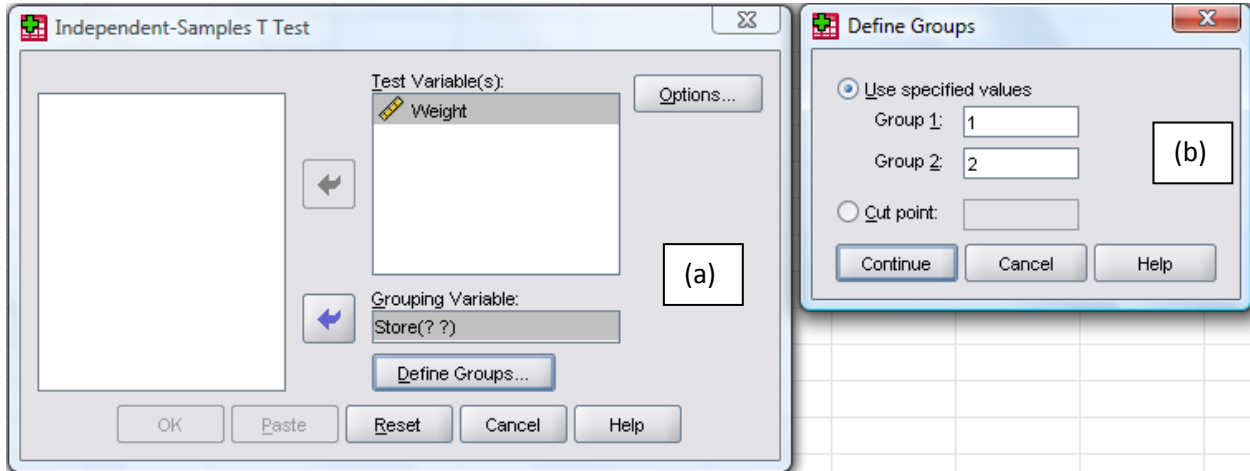 Independent-Samples T Test
Test Variable(s):
Weight
Options...
(a)
Grouping Variable:
Store(? ?)
Define Groups...
OK
Paste
Reset
Cancel
Help
Define Groups
Use specified values
Group 1: 1
Group 2: 2
(b)
Cut point:
Continue
Cancel
Help